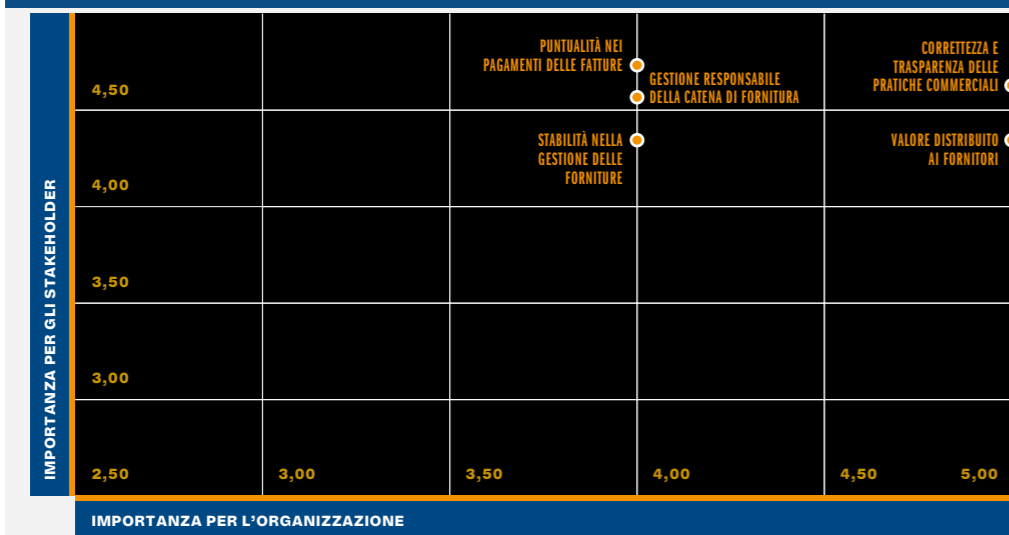 PUNTUALITÀ NEI
PAGAMENTI DELLE FATTURE
GESTIONE RESPONSABILE
DELLA CATENA DI FORNITURA
CORRETTEZZA E
TRASPARENZA DELLE
PRATICHE COMMERCIALI
4,50
STABILITÀ NELLA
GESTIONE DELLE
FORNITURE
VALORE DISTRIBUITO
AI FORNITORI
4,00
3,50
3,00
2,50
3,00
3,50
4,00
4,50
5,00
IMPORTANZA PER GLI STAKEHOLDER
IMPORTANZA PER L'ORGANIZZAZIONE